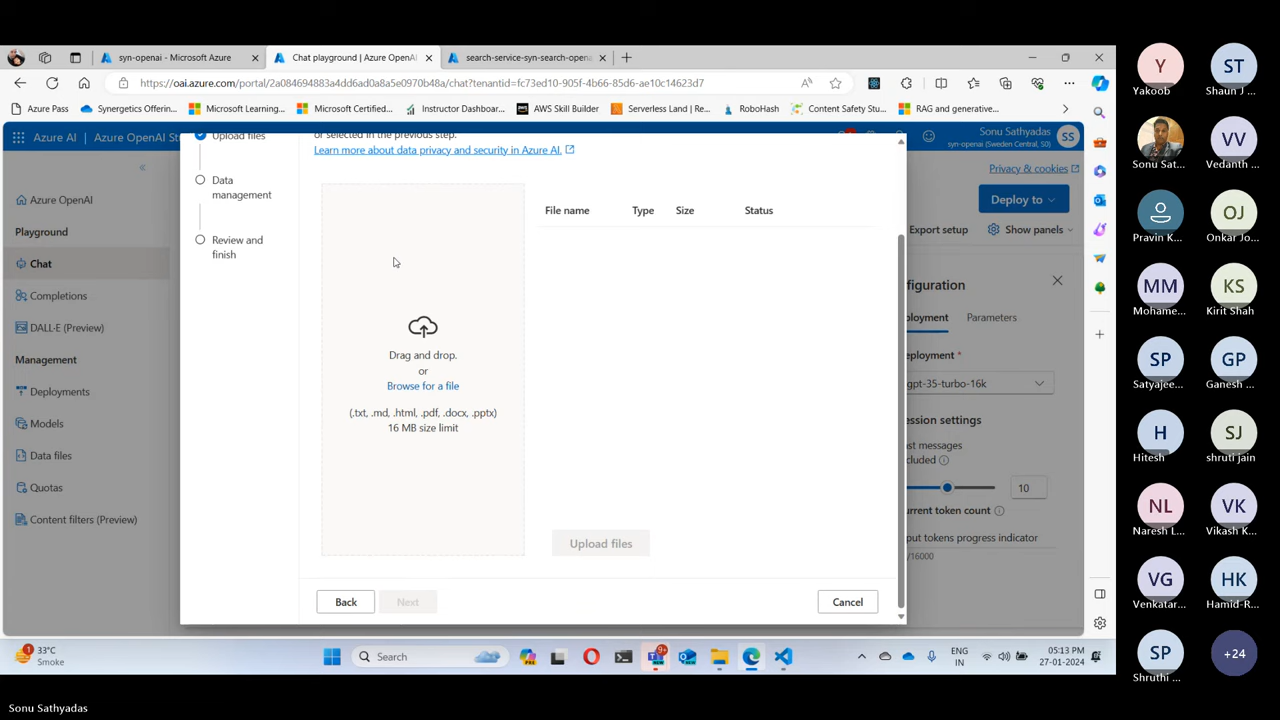 syn-openai - Microsoft Azure
Chat playground | Azure OpenAI
search-service-syn-search-opena
https://oai.azure.com/portal/2a084694883a4dd6ad0a8a5e0970b48a/chat?tenantid=fc73ed10-905f-4b66-85d6-ae10c14623d7
Azure Pass
Synergetics Offering...
Microsoft Learning...
Microsoft Certified...
Instructor Dashboar...
AWS Skill Builder
Serverless Land | Re...
RoboHash
Content Safety Stu...
RAG and generative...
Azure AI
Azure OpenAI St
Sonu Sathyadas
syn-openai (Sweden Central, S0)
SS
Privacy & cookies
Deploy to
Export setup
Show panels
Azure OpenAI
Playground
Chat
Completions
DALL-E (Preview)
Management
Deployments
Models
Data files
Quotas
Content filters (Preview)
Upload files
Data
management
Review and
finish
or selected in the previous step.
Learn more about data privacy and security in Azure AI.
Drag and drop.
or
Browse for a file
(.txt, .md, .html, .pdf, .docx, .pptx)
16 MB size limit
File name
Type
Size
Status
Upload files
Back
Next
Cancel
figuration
ployment
Parameters
eployment *
gpt-35-turbo-16k
ession settings
ast messages
cluded
10
urrent token count
put tokens progress indicator
/16000
1
33°C
Smoke
Search
9+
ENG
IN
05:13 PM
27-01-2024
Y
Yakoob
ST
Shaun J ...
Sonu Sat...
VV
Vedanth ...
Pravin K...
OJ
Onkar Jo...
MM
Mohame...
KS
Kirit Shah
SP
Satyajee...
GP
Ganesh ...
H
Hitesh
SJ
shruti jain
NL
Naresh L...
VK
Vikash K...
VG
Venkatar...
HK
Hamid-R...
SP
Shruthi ...
+24
Sonu Sathyadas